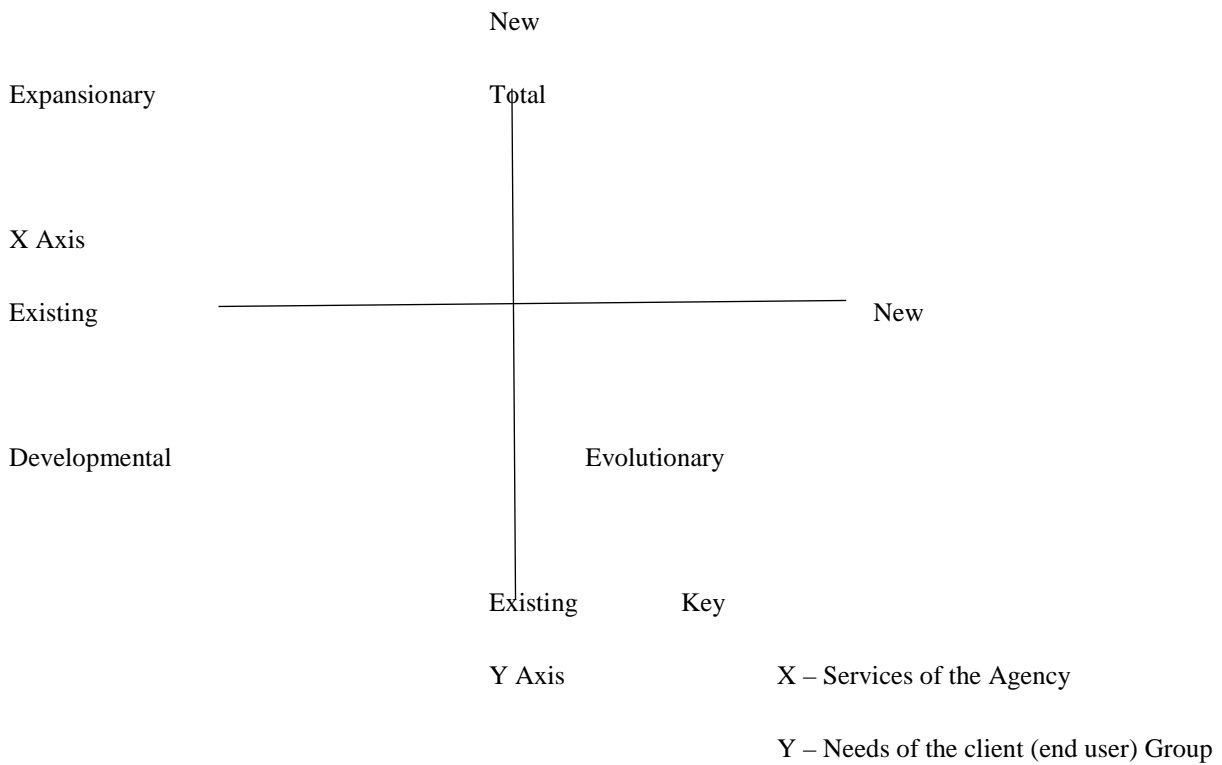 New
Expansionary Total
X Axis
Existing New
Developmental Evolutionary
Existing Key
Y Axis X – Services of the Agency
Y – Needs of the client (end user) Group